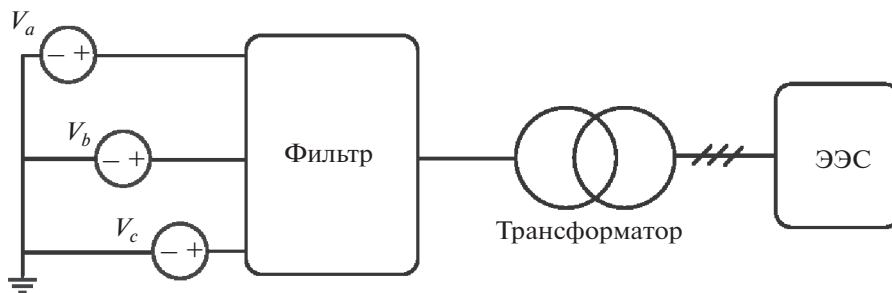 V_a
− +
V_b
− +
Фильтр
ЭЭС
V_c
− +
Трансформатор